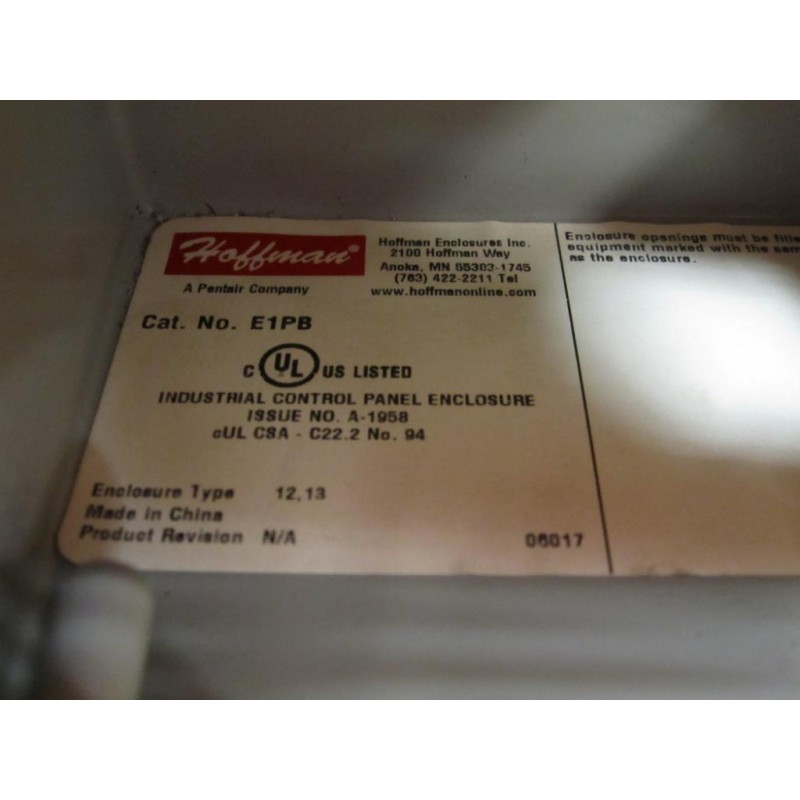 Hoffman®
A Pentair Company
Hoffman Enclosures Inc.
2100 Hoffman Way
Anoka, MN 55303-1745
(763) 422-2211 Tel
www.hoffmanonline.com
Cat. No. E1PB
C UL US LISTED
INDUSTRIAL CONTROL PANEL ENCLOSURE
ISSUE NO. A-1958
cUL CSA - C22.2 No. 94
Enclosure Type 12,13
Made in China
Product Revision N/A
06017
Enclosure openings must be fille
equipment marked with the sam
as the enclosure.